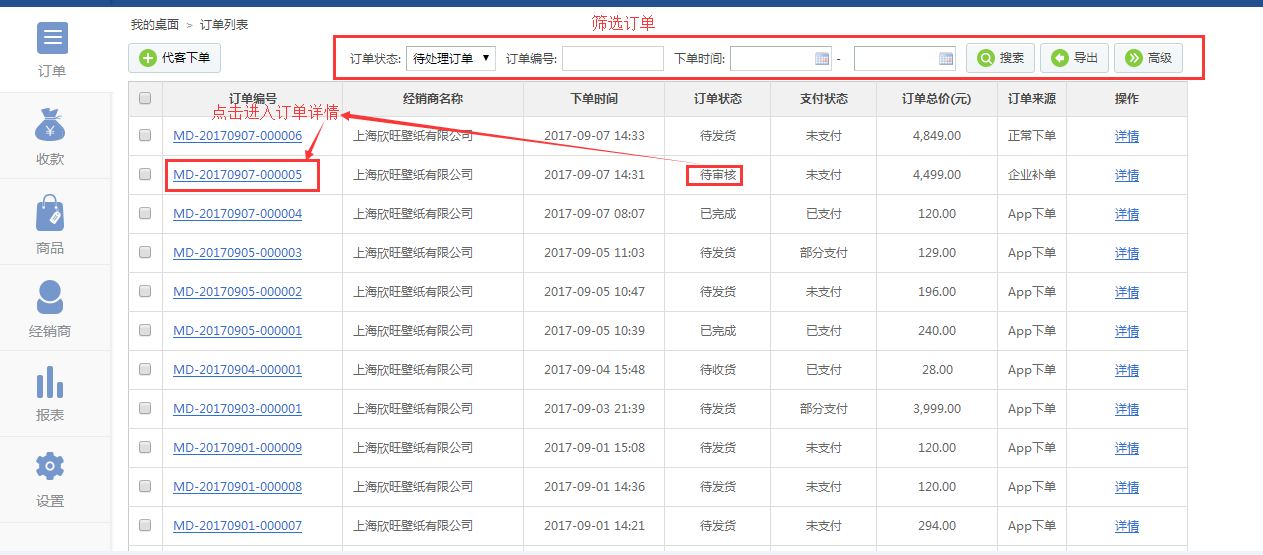 我的桌面 > 订单列表
筛选订单
代客下单
订单状态: 待处理订单 ▼ 订单编号: 下单时间: - 搜索 导出 高级
订单
收款
商品
经销商
报表
设置
订单编号 经销商名称 下单时间 订单状态 支付状态 订单总价(元) 订单来源 操作
点击进入订单详情
MD-20170907-000006 上海欣旺壁纸有限公司 2017-09-07 14:33 待发货 未支付 4,849.00 正常下单 详情
MD-20170907-000005 上海欣旺壁纸有限公司 2017-09-07 14:31 待审核 未支付 4,499.00 企业补单 详情
MD-20170907-000004 上海欣旺壁纸有限公司 2017-09-07 08:07 已完成 已支付 120.00 App下单 详情
MD-20170905-000003 上海欣旺壁纸有限公司 2017-09-05 11:03 待发货 部分支付 129.00 App下单 详情
MD-20170905-000002 上海欣旺壁纸有限公司 2017-09-05 10:47 待发货 未支付 196.00 App下单 详情
MD-20170905-000001 上海欣旺壁纸有限公司 2017-09-05 10:39 已完成 已支付 240.00 App下单 详情
MD-20170904-000001 上海欣旺壁纸有限公司 2017-09-04 15:48 待收货 已支付 28.00 App下单 详情
MD-20170903-000001 上海欣旺壁纸有限公司 2017-09-03 21:39 待发货 部分支付 3,999.00 App下单 详情
MD-20170901-000009 上海欣旺壁纸有限公司 2017-09-01 15:08 待发货 未支付 120.00 App下单 详情
MD-20170901-000008 上海欣旺壁纸有限公司 2017-09-01 14:36 待发货 未支付 120.00 App下单 详情
MD-20170901-000007 上海欣旺壁纸有限公司 2017-09-01 14:21 待发货 未支付 294.00 App下单 详情